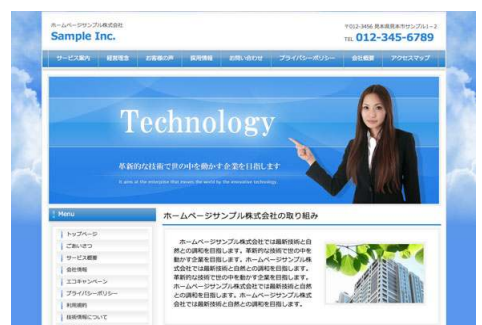 ホームページサンプル株式会社
Sample Inc.
〒012-3456 見本県見本市サンプル1-2
TEL 012-345-6789
サービス案内 経営理念 お客様の声 採用情報 お問い合わせ プライバシーポリシー 会社概要 アクセスマップ
Technology
革新的な技術で世の中を動かす企業を目指します
It aims at the enterprise that moves the world by the innovative technology.
Menu
トップページ
ごあいさつ
サービス概要
会社情報
エコキャンペーン
プライバシーポリシー
利用規約
技術情報について
ホームページサンプル株式会社の取り組み
ホームページサンプル株式会社では最新技術と自
然との調和を目指します。革新的な技術で世の中を
動かす企業を目指します。ホームページサンプル株
式会社では最新技術と自然との調和を目指します。
革新的な技術で世の中を動かす企業を目指します。
ホームページサンプル株式会社では最新技術と自然
との調和を目指します。ホームページサンプル株式
会社では最新技術と自然との調和を目指します。